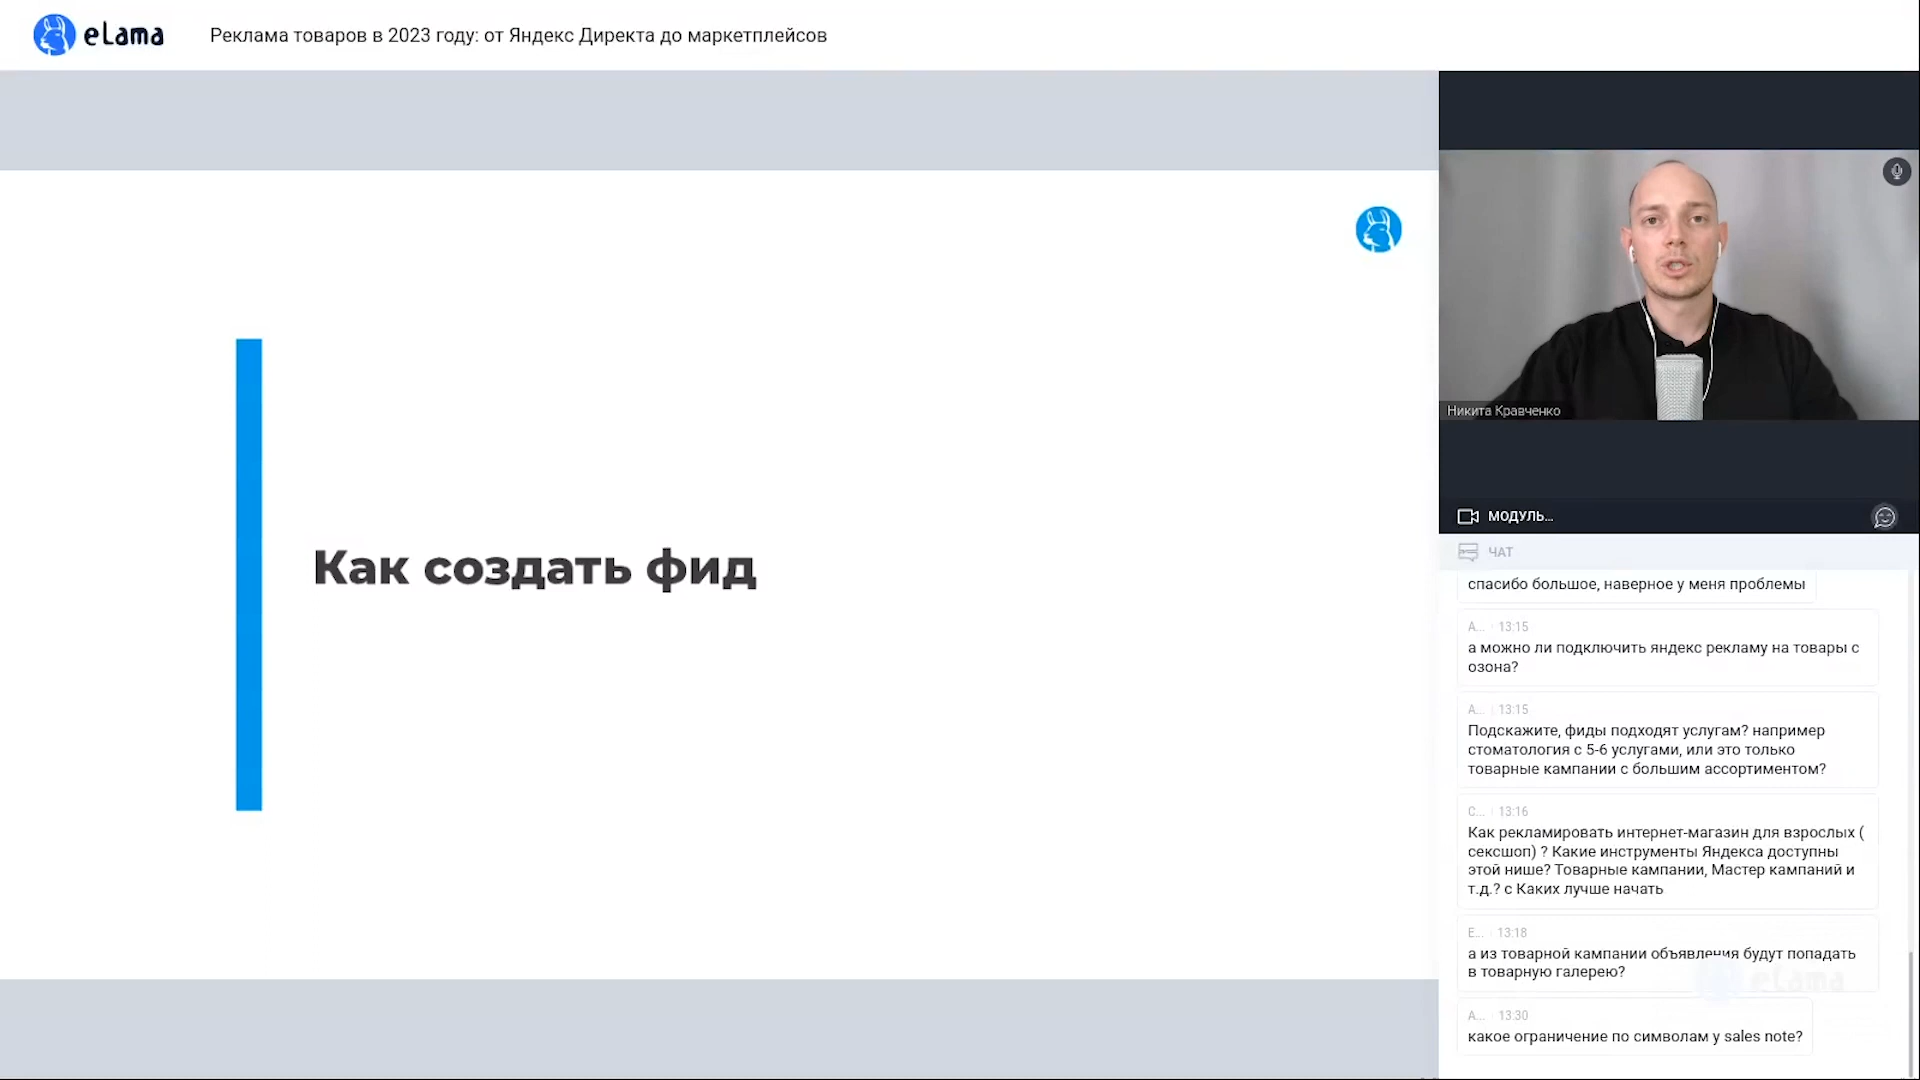 eLama
Реклама товаров в 2023 году: от Яндекс Директа до маркетплейсов
Как создать фид
Никита Кравченко
МОДУЛЬ...
ЧАТ
спасибо большое, наверное у меня проблемы
А... 13:15
а можно ли подключить яндекс рекламу на товары с
озона?
А... 13:15
Подскажите, фиды подходят услугам? например
стоматология с 5-6 услугами, или это только
товарные кампании с большим ассортиментом?
С... 13:16
Как рекламировать интернет-магазин для взрослых (
сексшоп) ? Какие инструменты Яндекса доступны
этой нише? Товарные кампании, Мастер кампаний и
т.д.? с Каких лучше начать
Е... 13:18
а из товарной кампании объявления будут попадать
в товарную галерею?
eLama
А... 13:30
какое ограничение по символам у sales note?